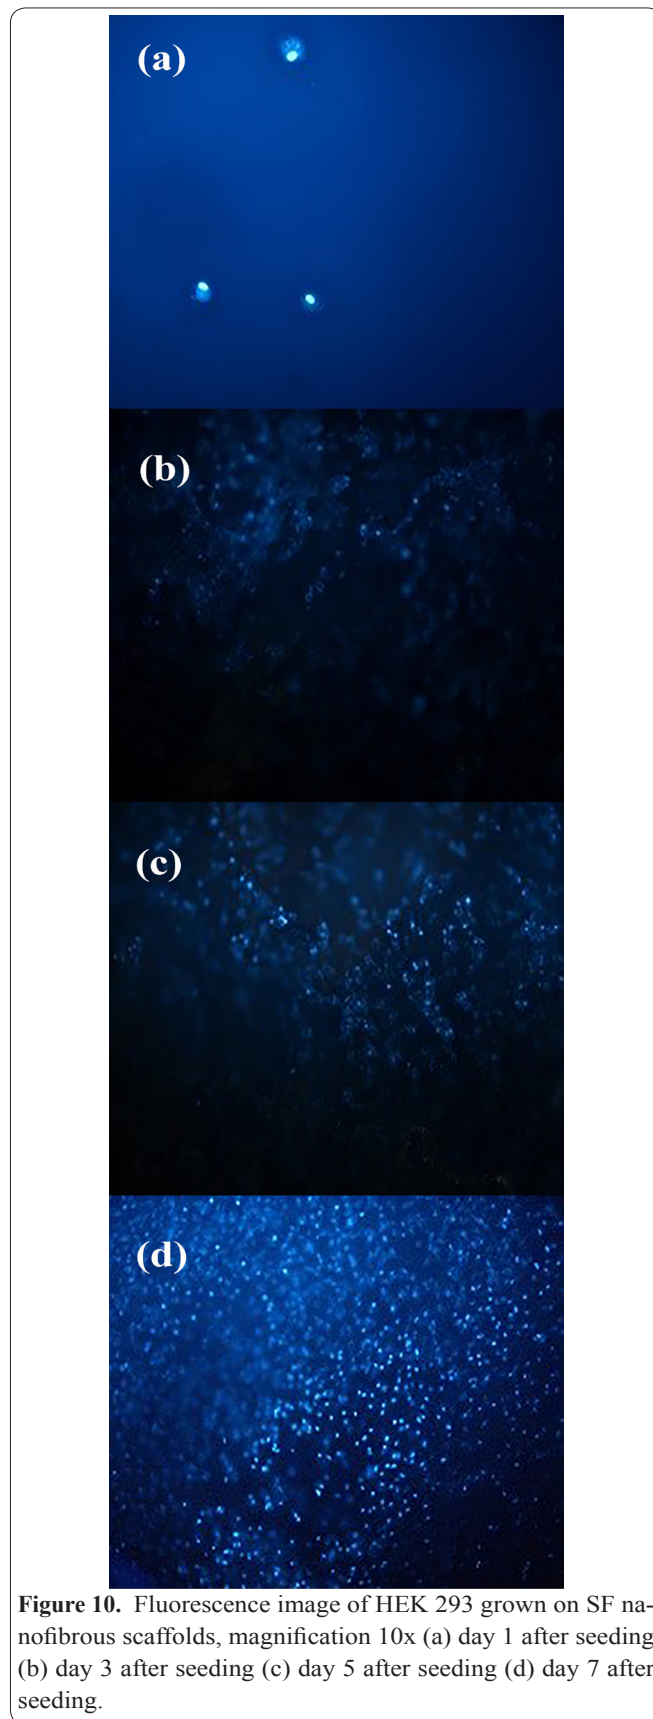 (a)
(b)
(c)
(d)
Figure 10. Fluorescence image of HEK 293 grown on SF na-
nofibrous scaffolds, magnification 10x (a) day 1 after seeding
(b) day 3 after seeding (c) day 5 after seeding (d) day 7 after
seeding.